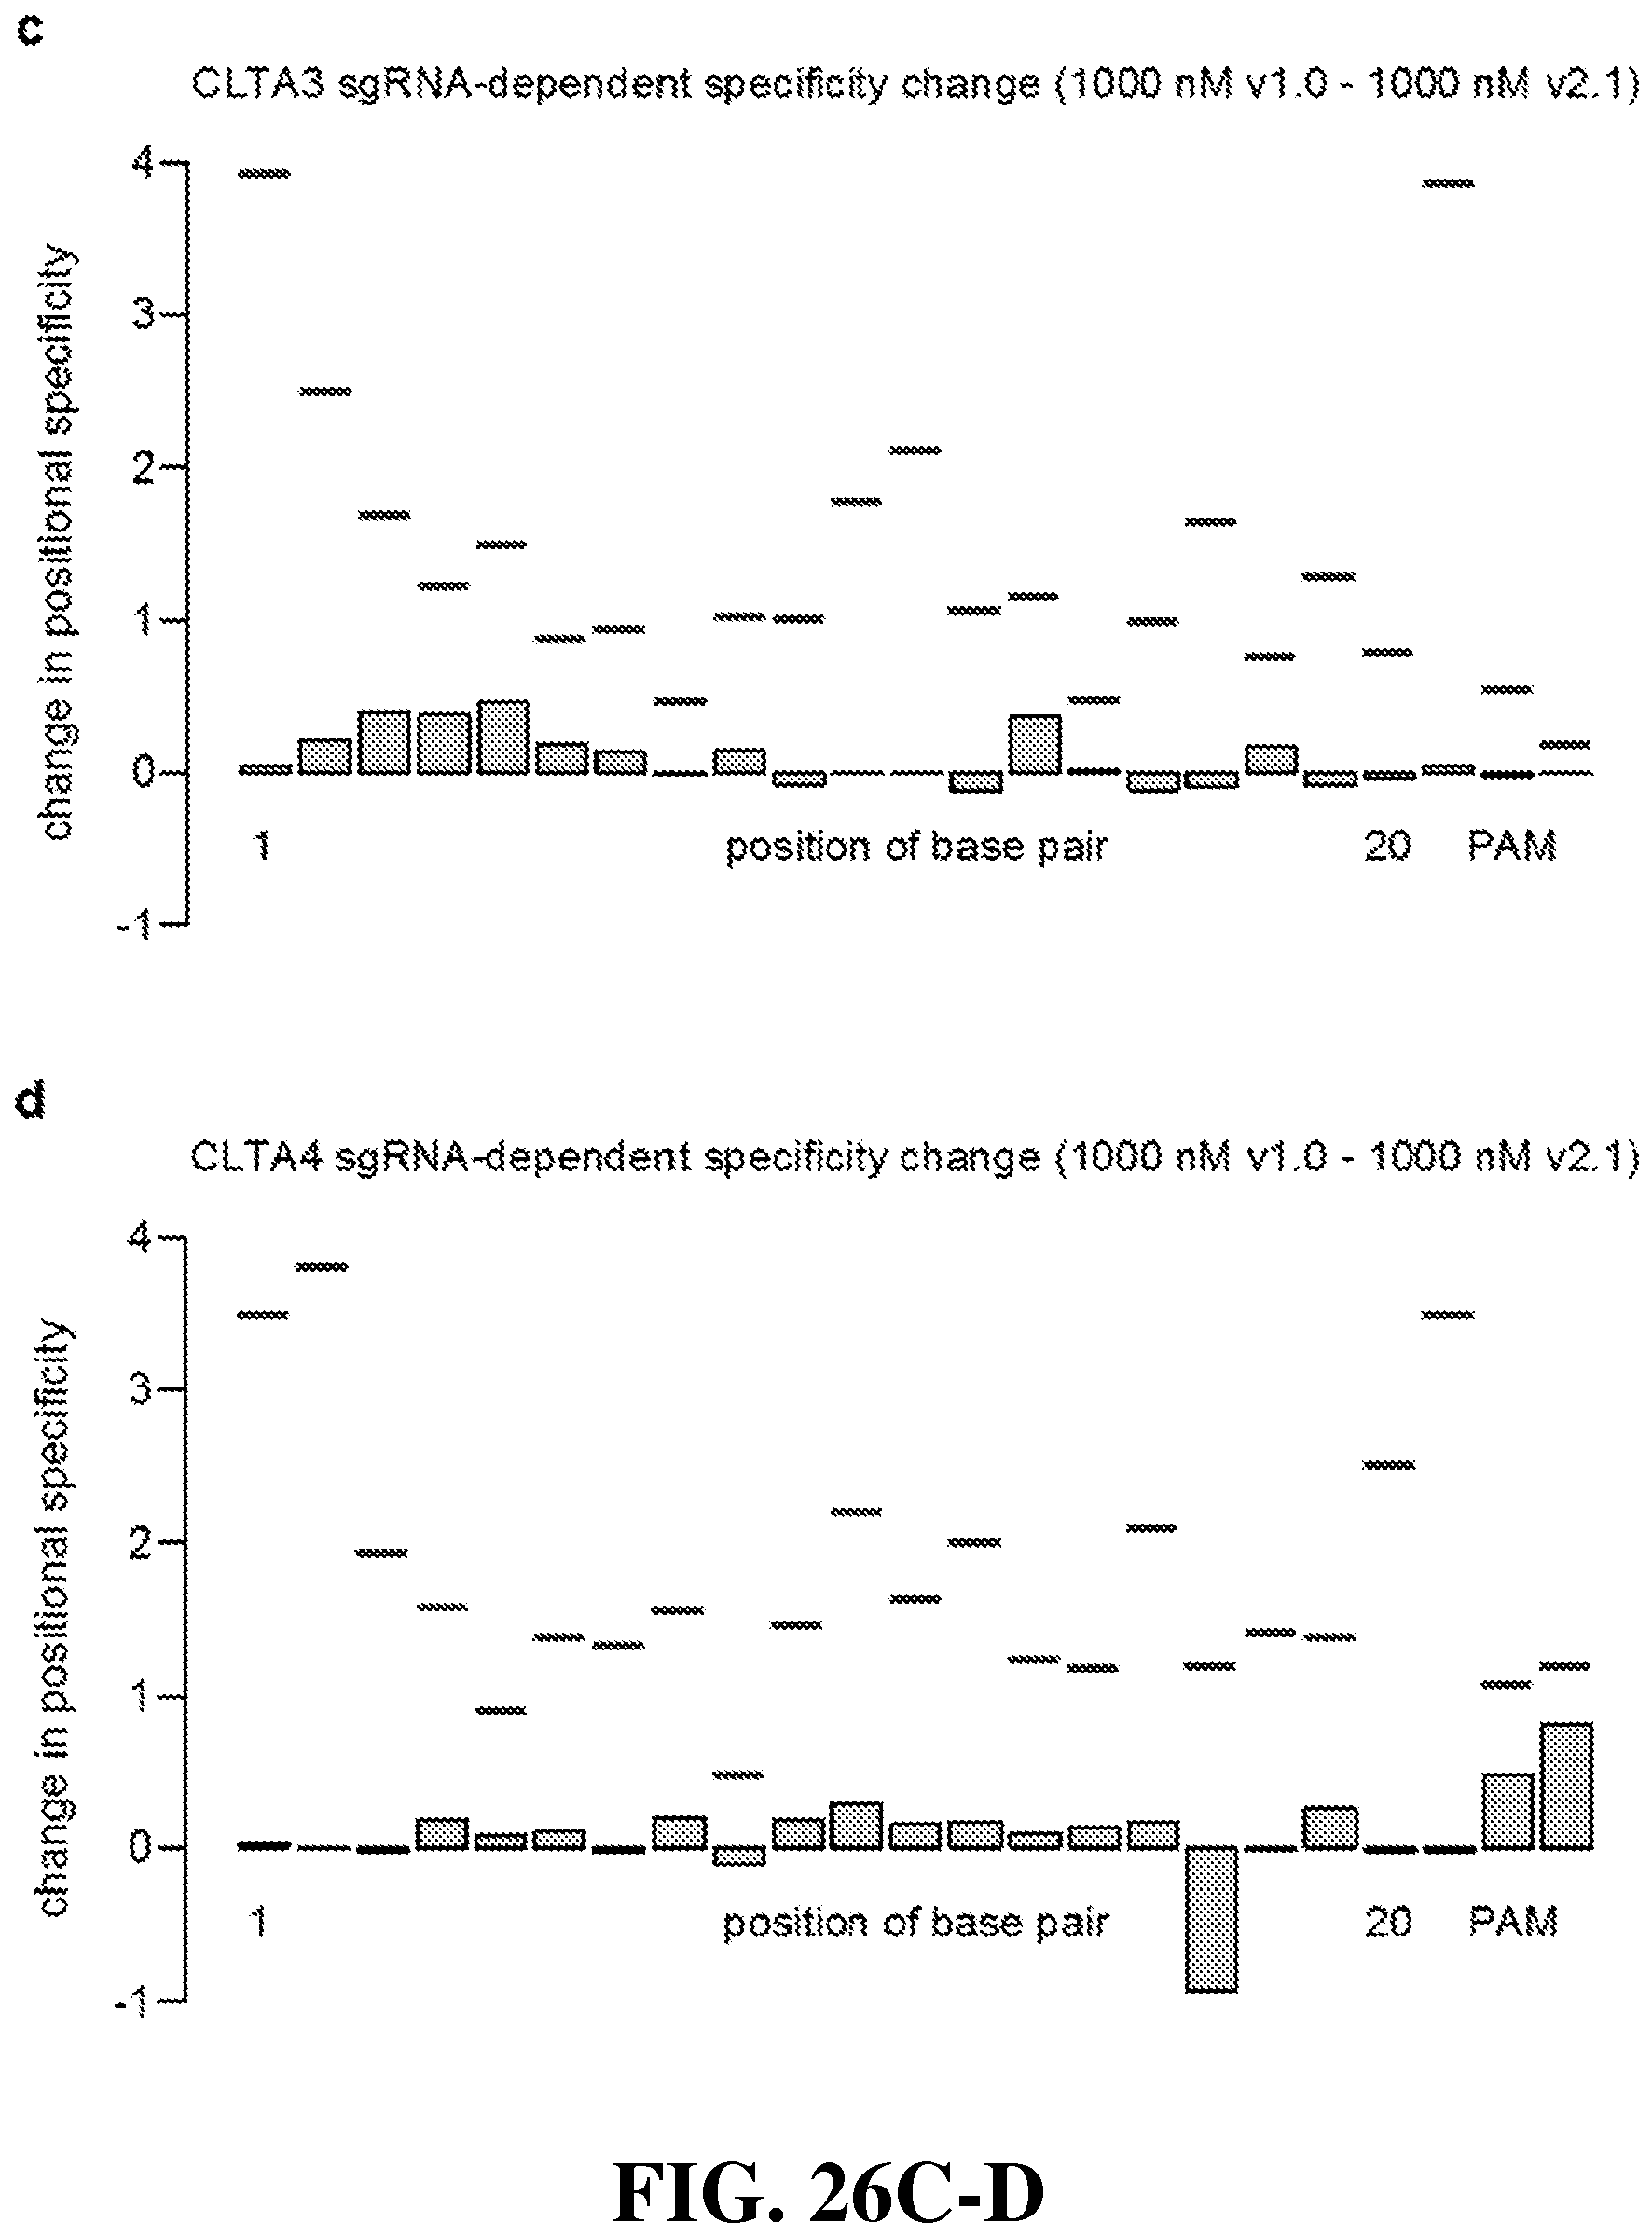 c
CLTA3 sgRNA-dependent specificity change (1000 nM v1.0 - 1000 nM v2.1)
change in positional specificity
4
3
2
1
0
-1
1 position of base pair 20 PAM
d
CLTA4 sgRNA-dependent specificity change (1000 nM v1.0 - 1000 nM v2.1)
change in positional specificity
4
3
2
1
0
-1
1 position of base pair 20 PAM
FIG. 26C-D